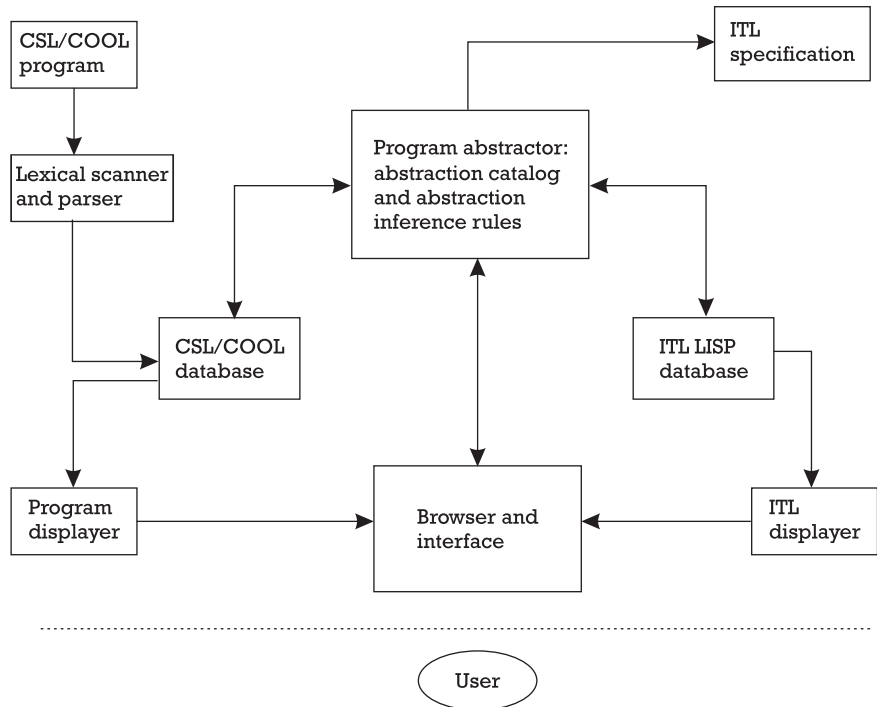 CSL/COOL
program
ITL
specification
Program abstractor:
abstraction catalog
and abstraction
inference rules
Lexical scanner
and parser
CSL/COOL
database
ITL LISP
database
Program
displayer
Browser and
interface
ITL
displayer
User